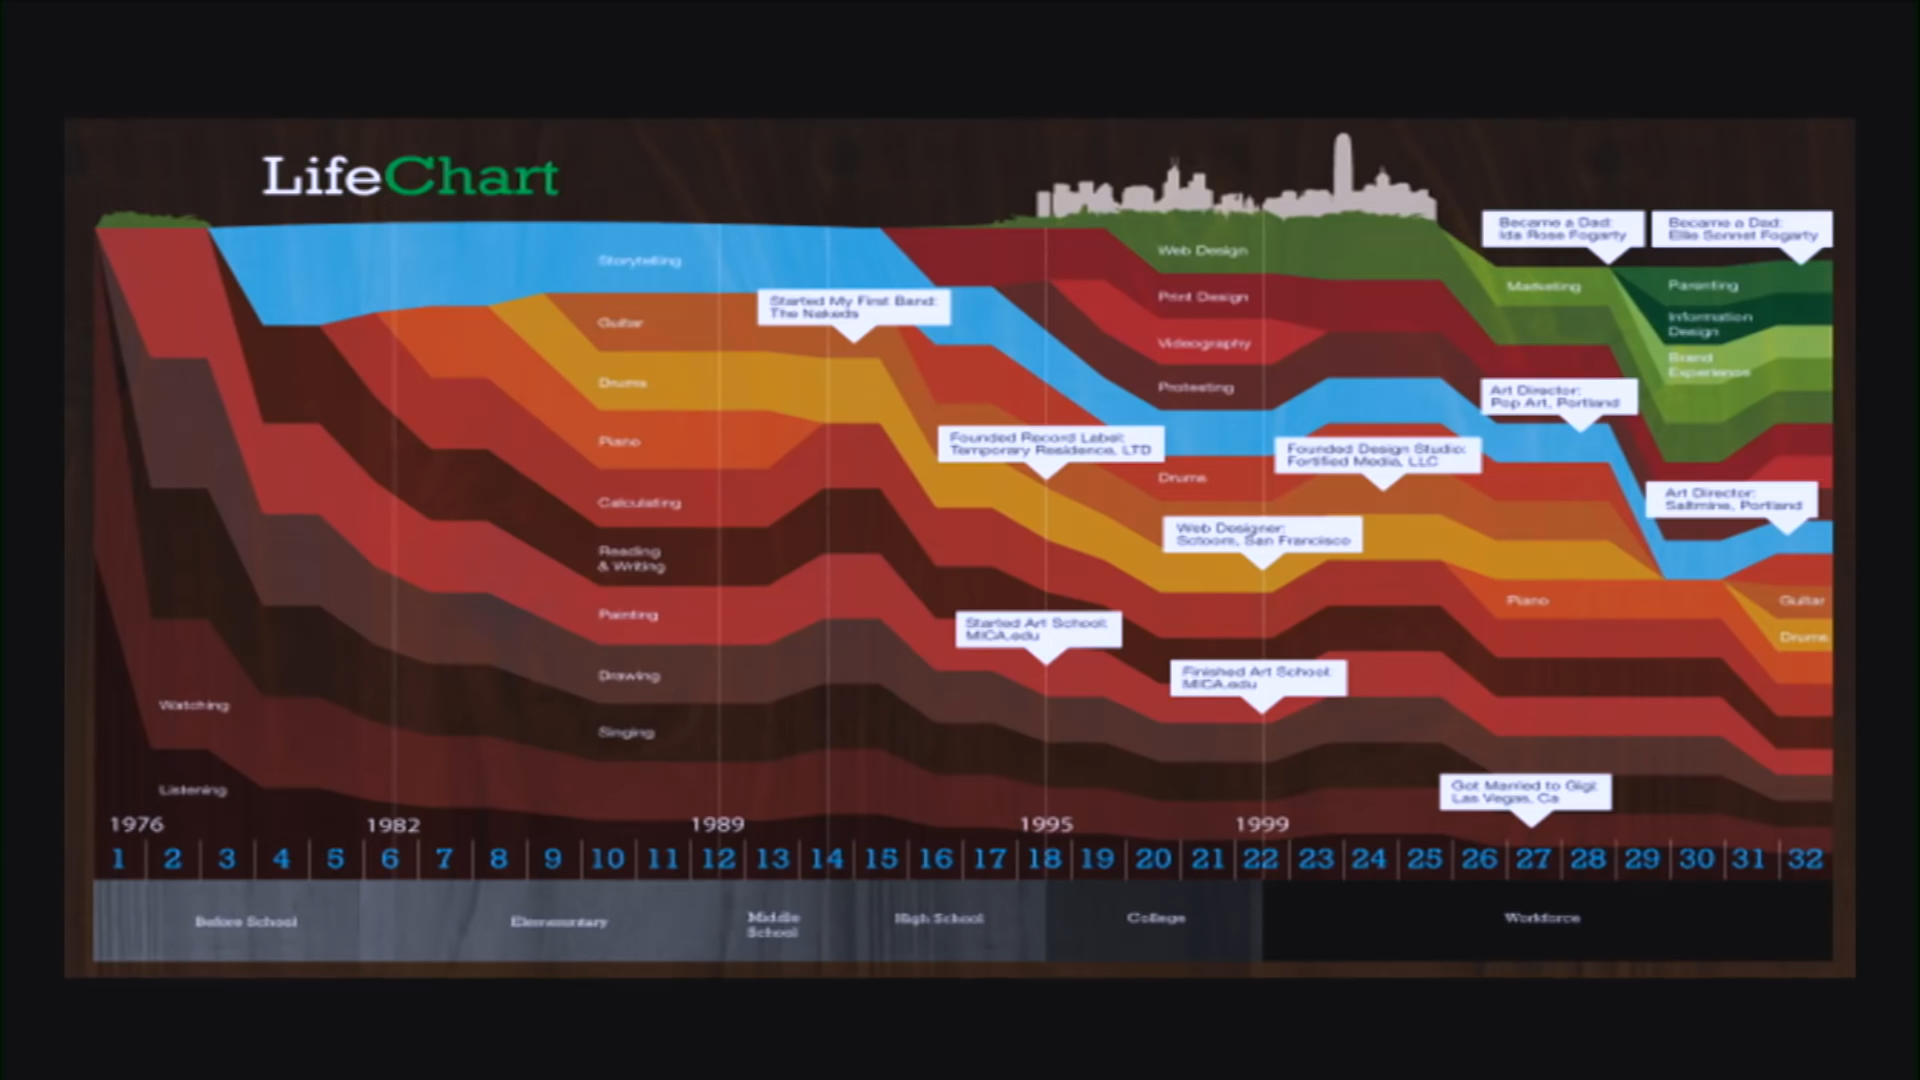 LifeChart
Became a Dad:
Ida Rose Fogarty
Became a Dad:
Ellie Sonnet Fogarty
Storytelling
Web Design
Marketing
Parenting
Started My First Band:
The Nakeds
Print Design
Information
Design
Guitar
Videography
Brand
Experience
Drums
Protesting
Art Director:
Pop Art, Portland
Piano
Founded Record Label:
Temporary Residence, LTD
Founded Design Studio:
Fortified Media, LLC
Drums
Calculating
Art Director:
Saltmine, Portland
Reading
& Writing
Web Designer:
Sctoom, San Francisco
Painting
Piano
Guitar
Started Art School:
MICA.edu
Drums
Drawing
Finished Art School:
MICA.edu
Watching
Singing
Listening
Got Married to Gigi:
Las Vegas, Ca
1976
1982
1989
1995
1999
1 2 3 4 5 6 7 8 9 10 11 12 13 14 15 16 17 18 19 20 21 22 23 24 25 26 27 28 29 30 31 32
Before School
Elementary
Middle
School
High School
College
Workforce